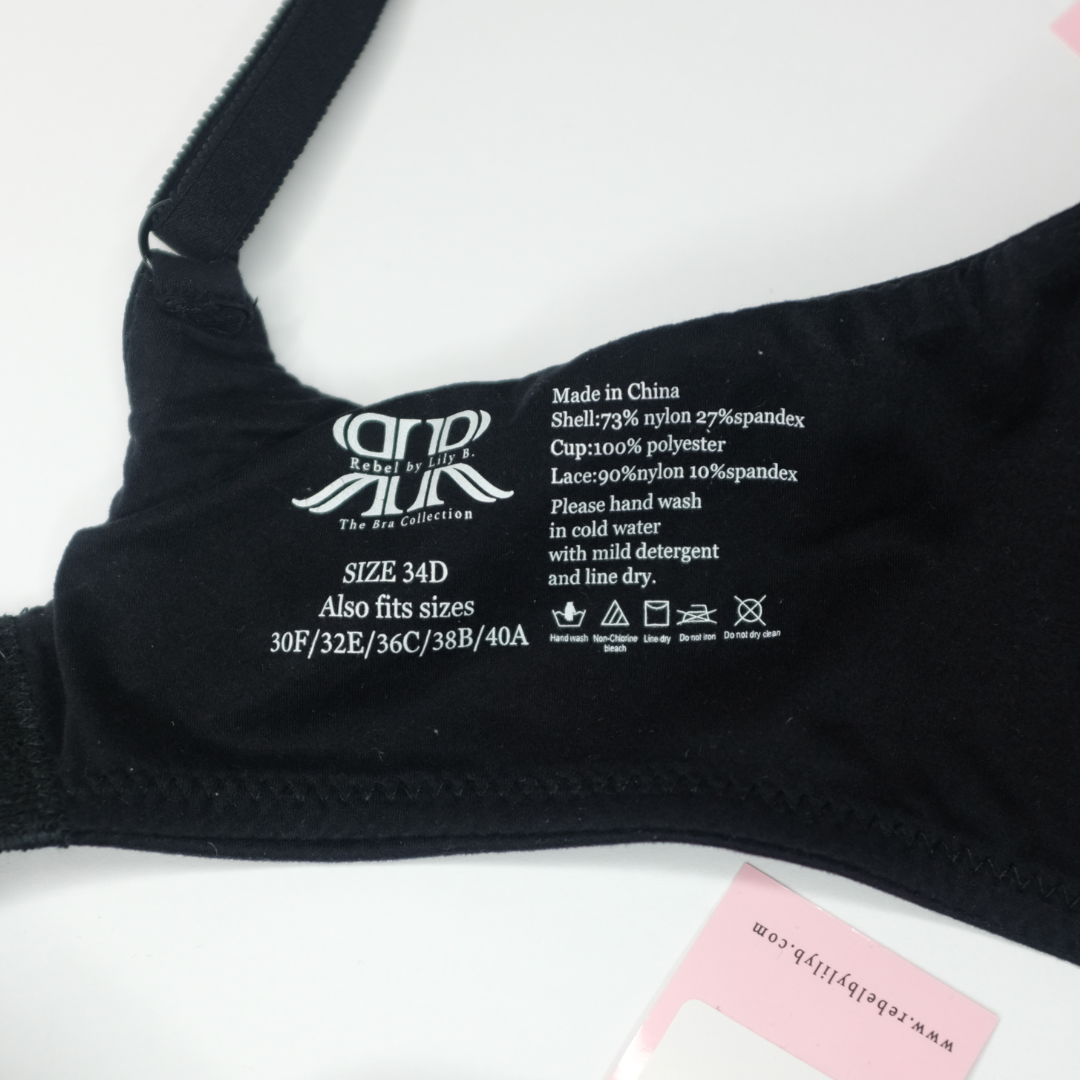 Rebel by Lily B.
The Bra Collection
SIZE 34D
Also fits sizes
30F/32E/36C/38B/40A
Made in China
Shell:73% nylon 27%spandex
Cup:100% polyester
Lace:90%nylon 10%spandex
Please hand wash
in cold water
with mild detergent
and line dry.
Hand wash Non-Chlorine bleach Line dry Do not iron Do not dry clean
www.rebelbylilyb.com